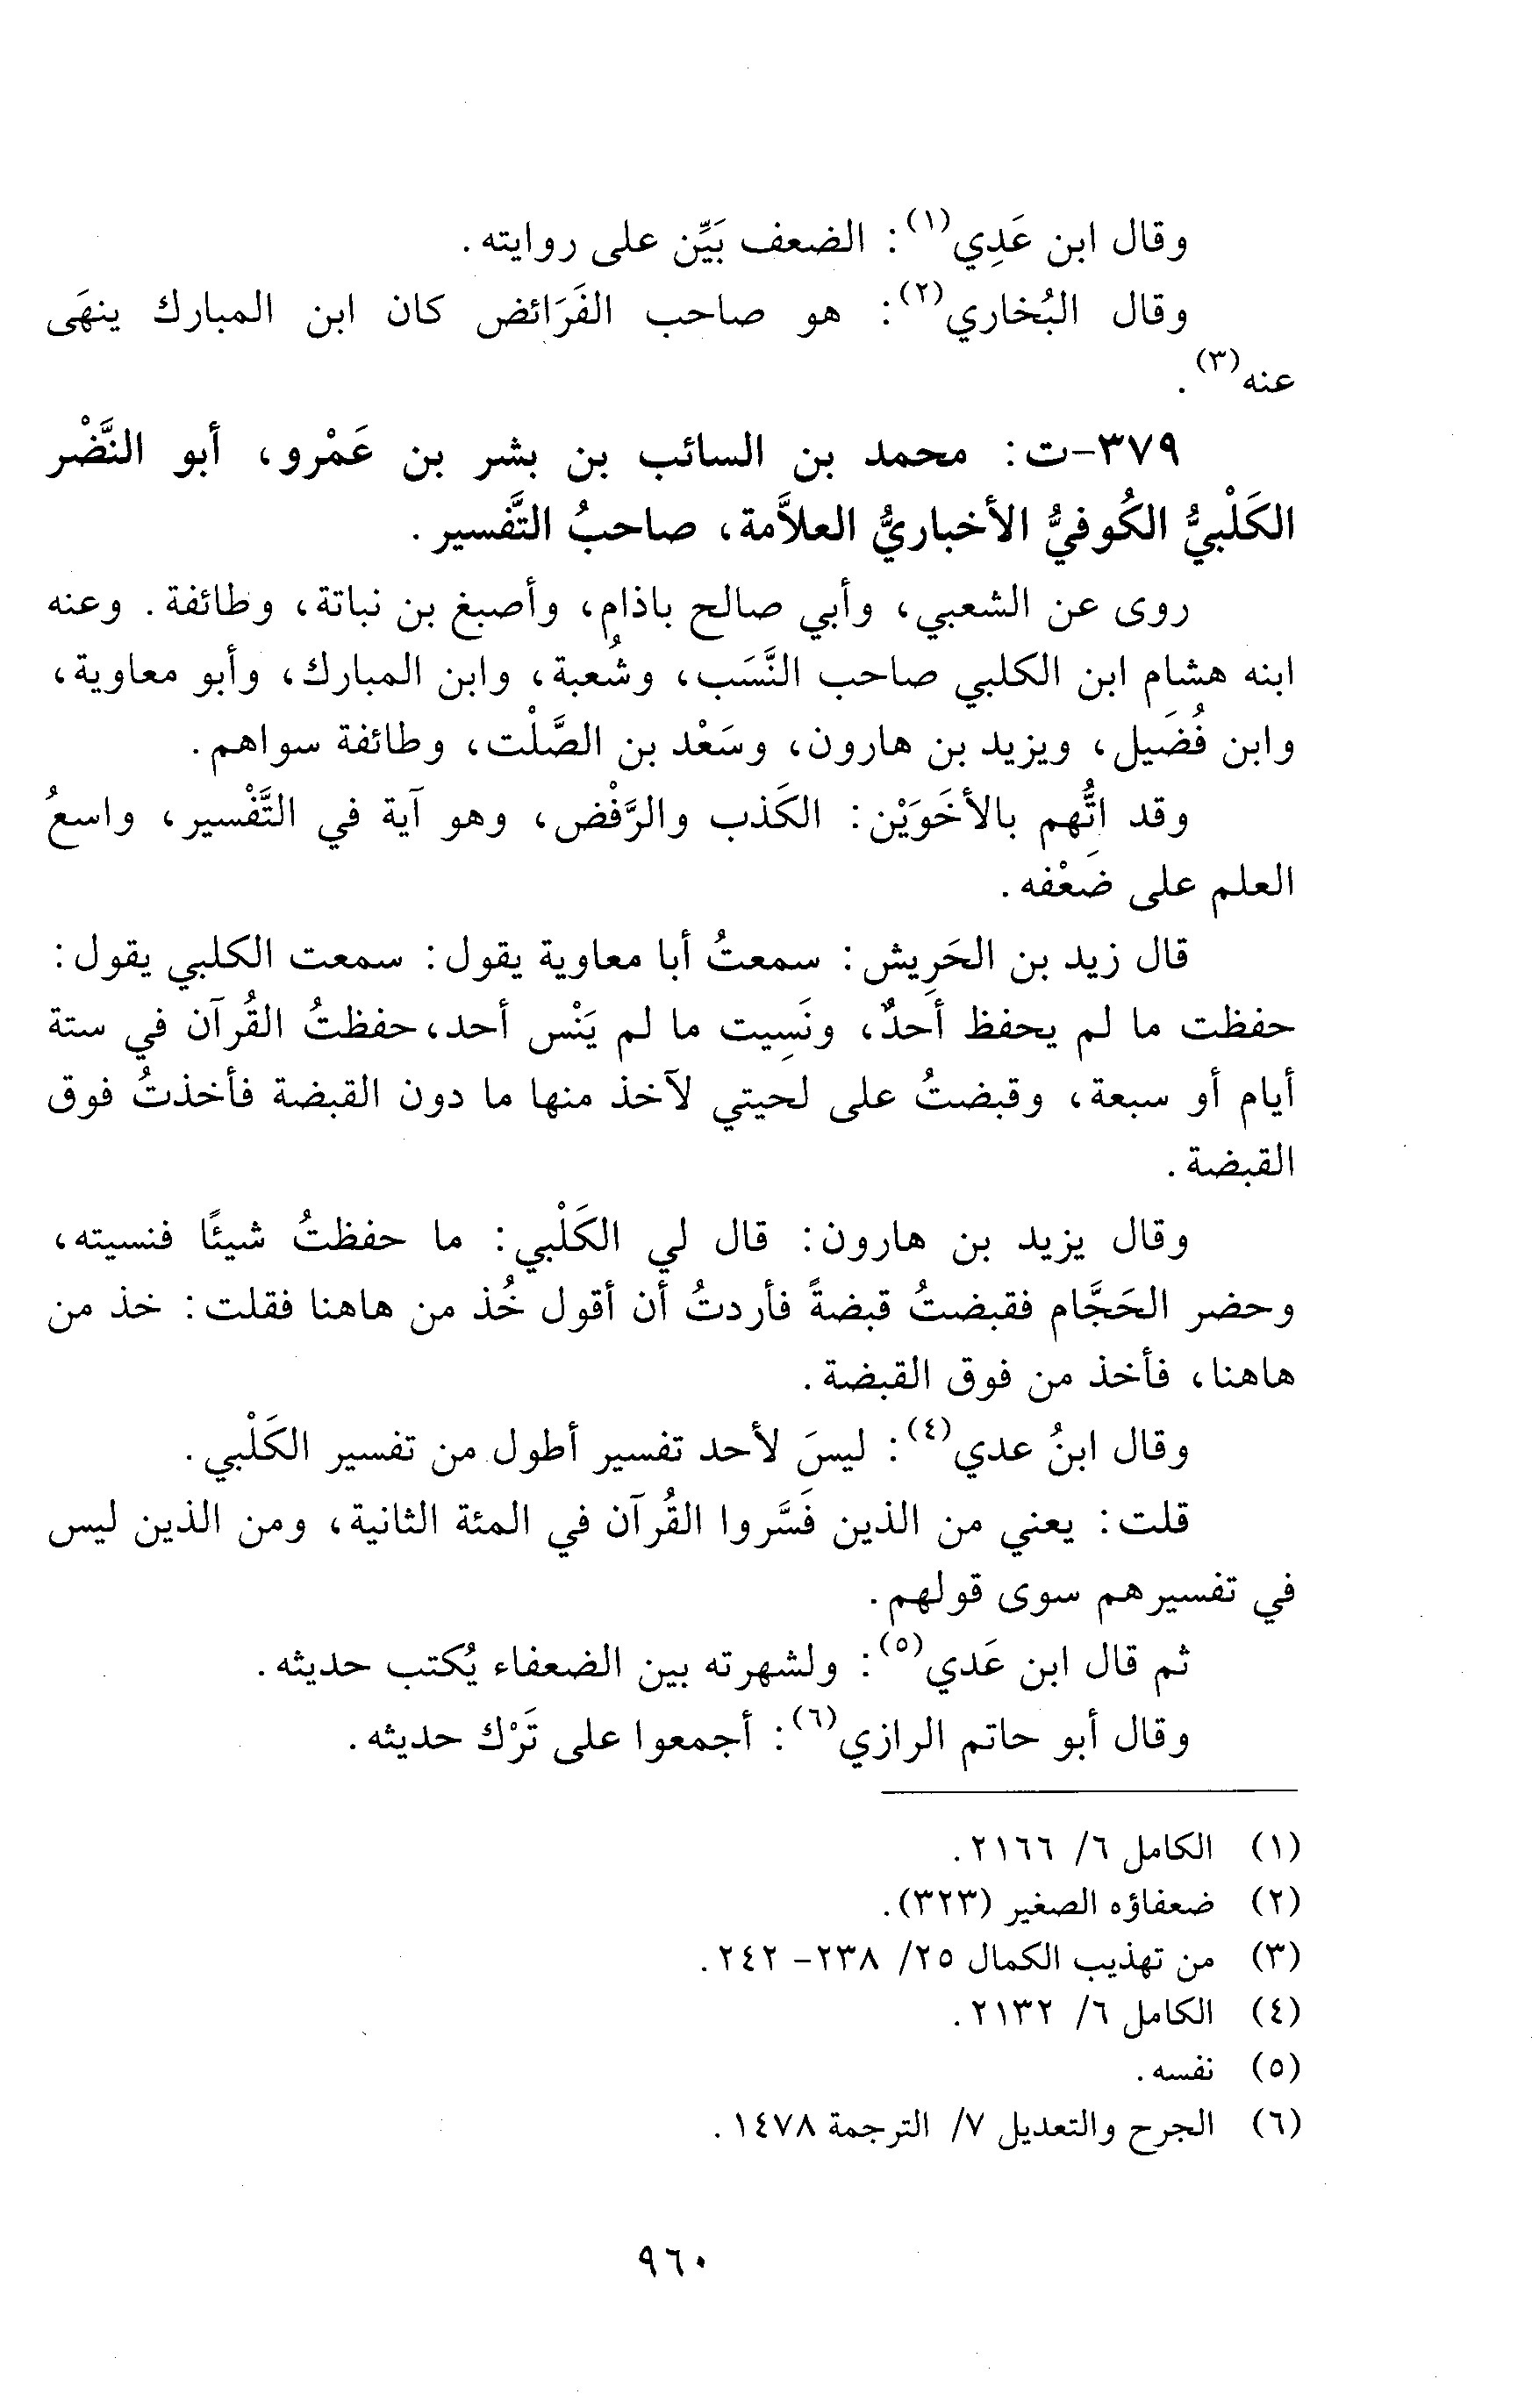 وقال ابن عَدِي(١): الضعف بَيِّن على روايته.
وقال البُخاري(٢): هو صاحب الفَرَائض كان ابن المبارك ينهَى
عنه(٣).
٣٧٩-ت: محمد بن السائب بن بشر بن عَمْرو، أبو النَّضْر
الكَلْبيُّ الكُوفيُّ الأخباريُّ العلاَّمة، صاحبُ التَّفسير.
روى عن الشعبي، وأبي صالح باذام، وأصبغ بن نباتة، وطائفة. وعنه
ابنه هشام ابن الكلبي صاحب النَّسَب، وشُعبة، وابن المبارك، وأبو معاوية،
وابن فُضَيل، ويزيد بن هارون، وسَعْد بن الصَّلْت، وطائفة سواهم.
وقد اتُّهم بالأخَوَيْن: الكَذب والرَّفْض، وهو آية في التَّفْسير، واسعُ
العلم على ضَعْفه.
قال زيد بن الحَرِيش: سمعتُ أبا معاوية يقول: سمعت الكلبي يقول:
حفظت ما لم يحفظ أحدٌ، ونَسِيت ما لم يَنْس أحد، حفظتُ القُرآن في ستة
أيام أو سبعة، وقبضتُ على لحيتي لآخذ منها ما دون القبضة فأخذتُ فوق
القبضة.
وقال يزيد بن هارون: قال لي الكَلْبي: ما حفظتُ شيئًا فنسيته،
وحضر الحَجَّام فقبضتُ قبضةً فأردتُ أن أقول خُذ من هاهنا فقلت: خذ من
هاهنا، فأخذ من فوق القبضة.
وقال ابنُ عدي(٤): ليسَ لأحد تفسير أطول من تفسير الكَلْبي.
قلت: يعني من الذين فَسَّروا القُرآن في المئة الثانية، ومن الذين ليس
في تفسيرهم سوى قولهم.
ثم قال ابن عَدي(٥): ولشهرته بين الضعفاء يُكتب حديثه.
وقال أبو حاتم الرازي(٦): أجمعوا على تَرْك حديثه.
(١) الكامل ٦/ ٢١٦٦.
(٢) ضعفاؤه الصغير (٣٢٣).
(٣) من تهذيب الكمال ٢٥/ ٢٣٨- ٢٤٢.
(٤) الكامل ٦/ ٢١٣٢.
(٥) نفسه.
(٦) الجرح والتعديل ٧/ الترجمة ١٤٧٨.
٩٦٠